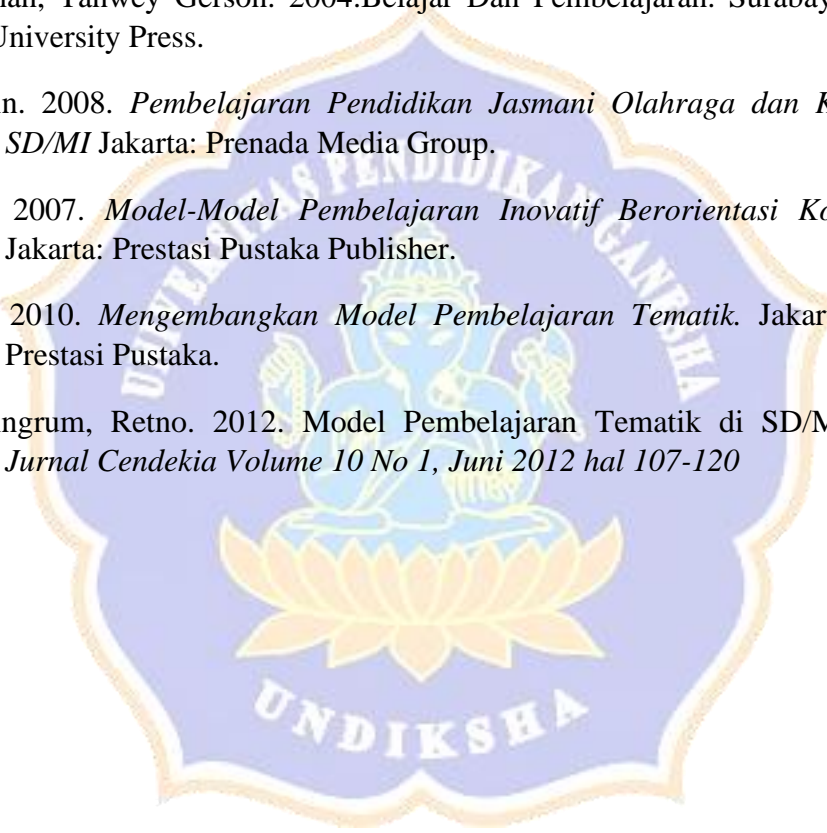 Tanwey Gerson. 2004.Belajar Dan Pembelajaran. Surabay
University Press.
in. 2008. Pembelajaran Pendidikan Jasmani Olahraga dan K
SD/MI Jakarta: Prenada Media Group.
2007. Model-Model Pembelajaran Inovatif Berorientasi Ko
Jakarta: Prestasi Pustaka Publisher.
2010. Mengembangkan Model Pembelajaran Tematik. Jakar
Prestasi Pustaka.
ngrum, Retno. 2012. Model Pembelajaran Tematik di SD/M
Jurnal Cendekia Volume 10 No 1, Juni 2012 hal 107-120
UNIVERSITAS PENDIDIKAN GANESHA
UNDIKSHA